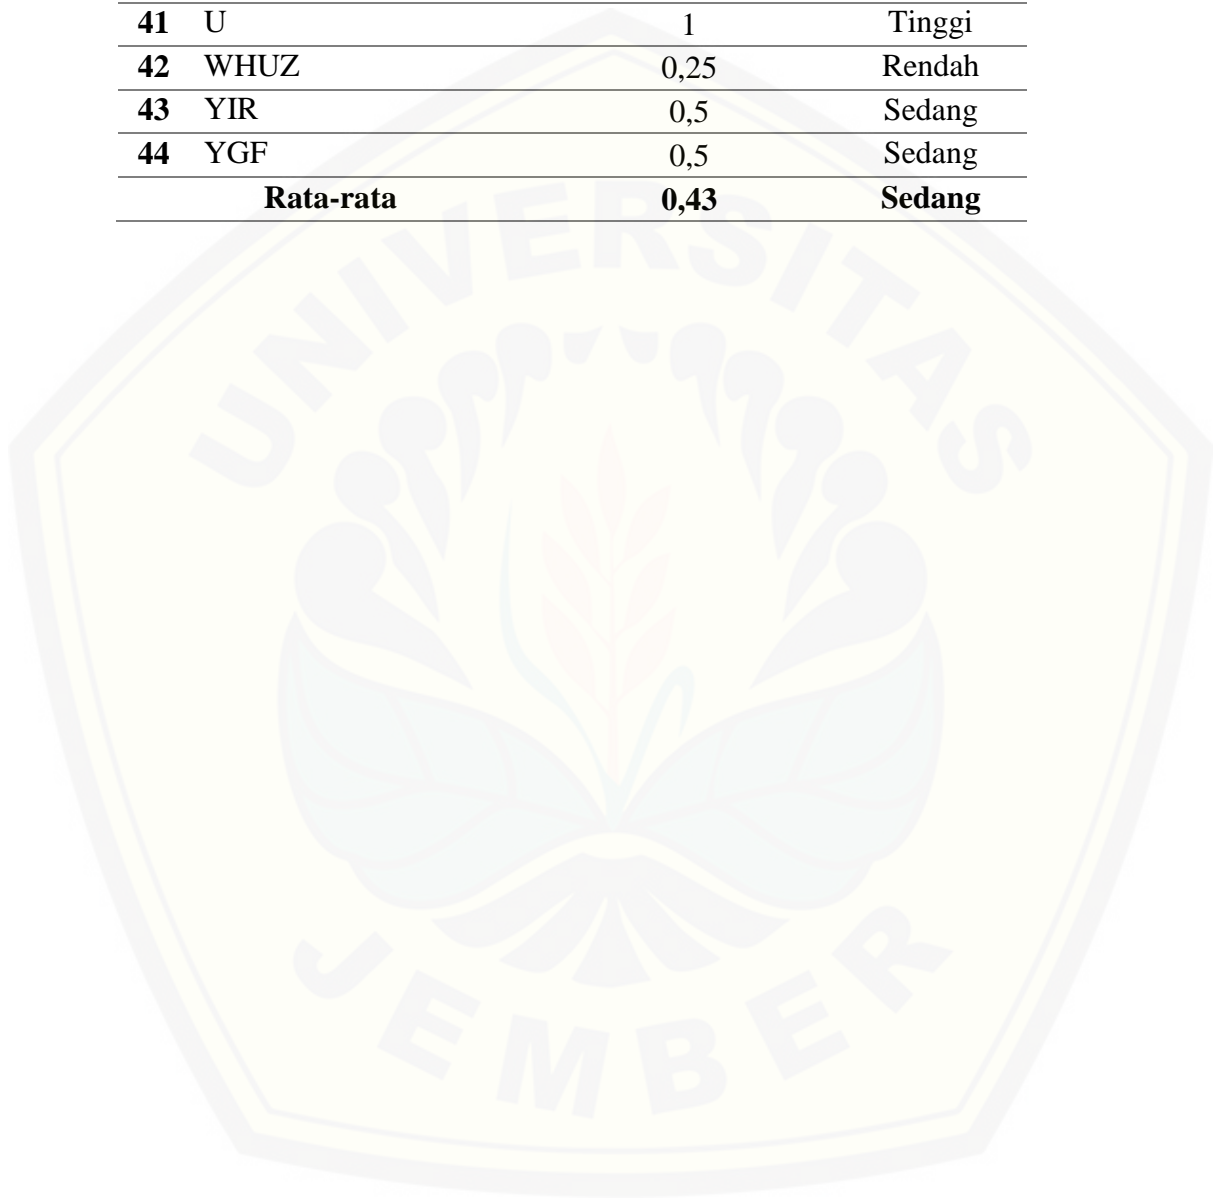 41 U 1 Tinggi
42 WHUZ 0,25 Rendah
43 YIR 0,5 Sedang
44 YGF 0,5 Sedang
Rata-rata 0,43 Sedang
UNIVERSITAS
JEMBER